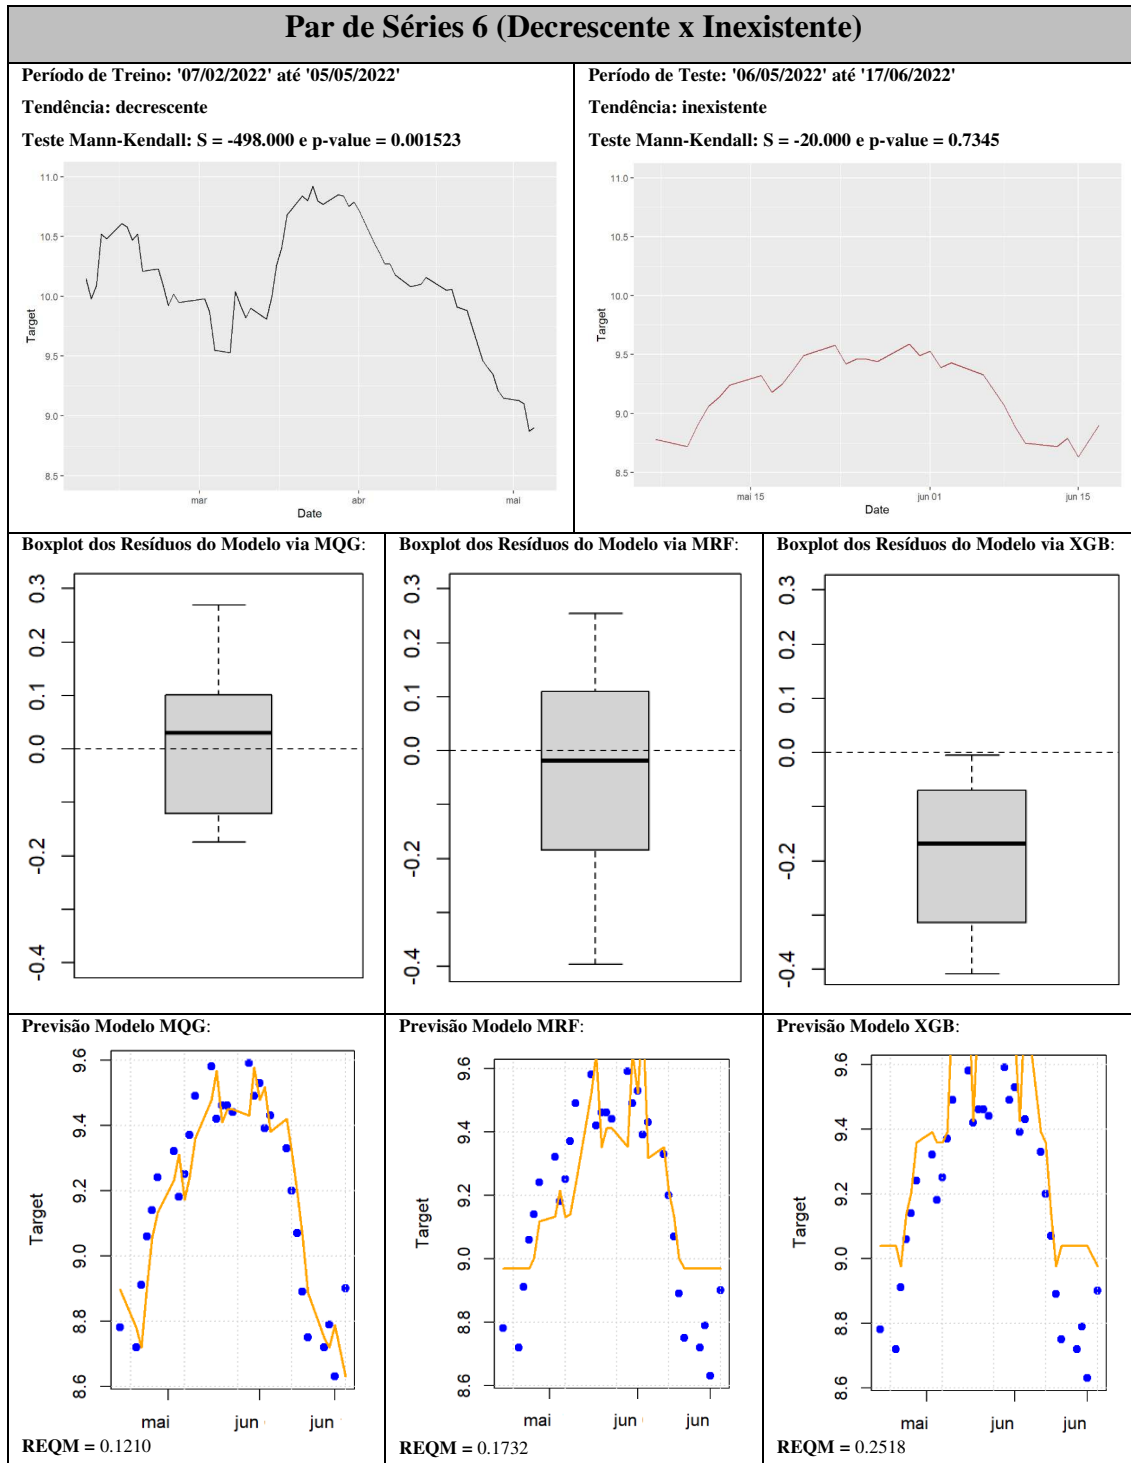 Par de Séries 6 (Decrescente x Inexistente)
Período de Treino: '07/02/2022' até '05/05/2022'
Tendência: decrescente
Teste Mann-Kendall: S = -498.000 e p-value = 0.001523
11.0
10.5
10.0
9.5
9.0
8.5
Target
mar
abr
mai
Date
Período de Teste: '06/05/2022' até '17/06/2022'
Tendência: inexistente
Teste Mann-Kendall: S = -20.000 e p-value = 0.7345
11.0
10.5
10.0
9.5
9.0
8.5
Target
mai 15
jun 01
jun 15
Date
Boxplot dos Resíduos do Modelo via MQG:
0.3
0.2
0.1
0.0
-0.2
-0.4
Boxplot dos Resíduos do Modelo via MRF:
0.3
0.2
0.1
0.0
-0.2
-0.4
Boxplot dos Resíduos do Modelo via XGB:
0.3
0.2
0.1
0.0
-0.2
-0.4
Previsão Modelo MQG:
9.6
9.4
9.2
9.0
8.8
8.6
Target
mai
jun
jun
REQM = 0.1210
Previsão Modelo MRF:
9.6
9.4
9.2
9.0
8.8
8.6
Target
mai
jun
jun
REQM = 0.1732
Previsão Modelo XGB:
9.6
9.4
9.2
9.0
8.8
8.6
Target
mai
jun
jun
REQM = 0.2518